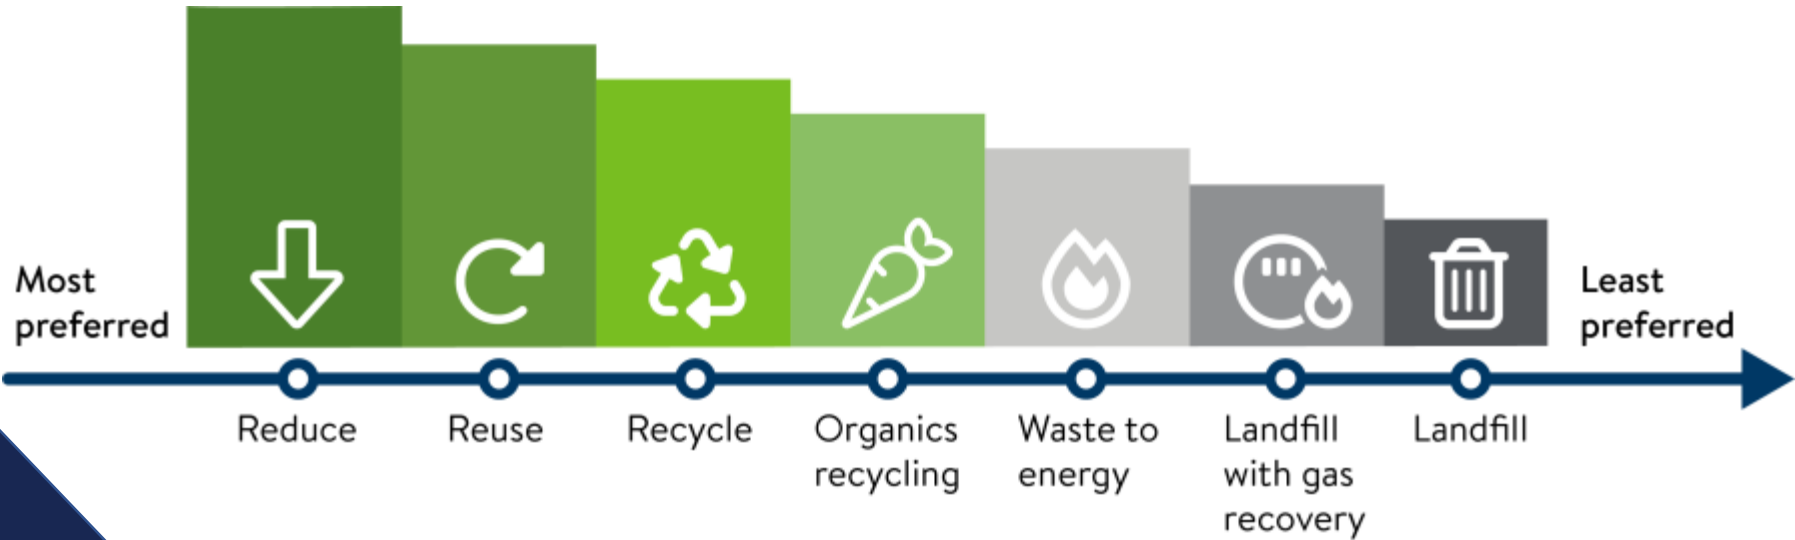 Most
preferred
Least
preferred
Reduce
Reuse
Recycle
Organics
recycling
Waste to
energy
Landfill
with gas
recovery
Landfill